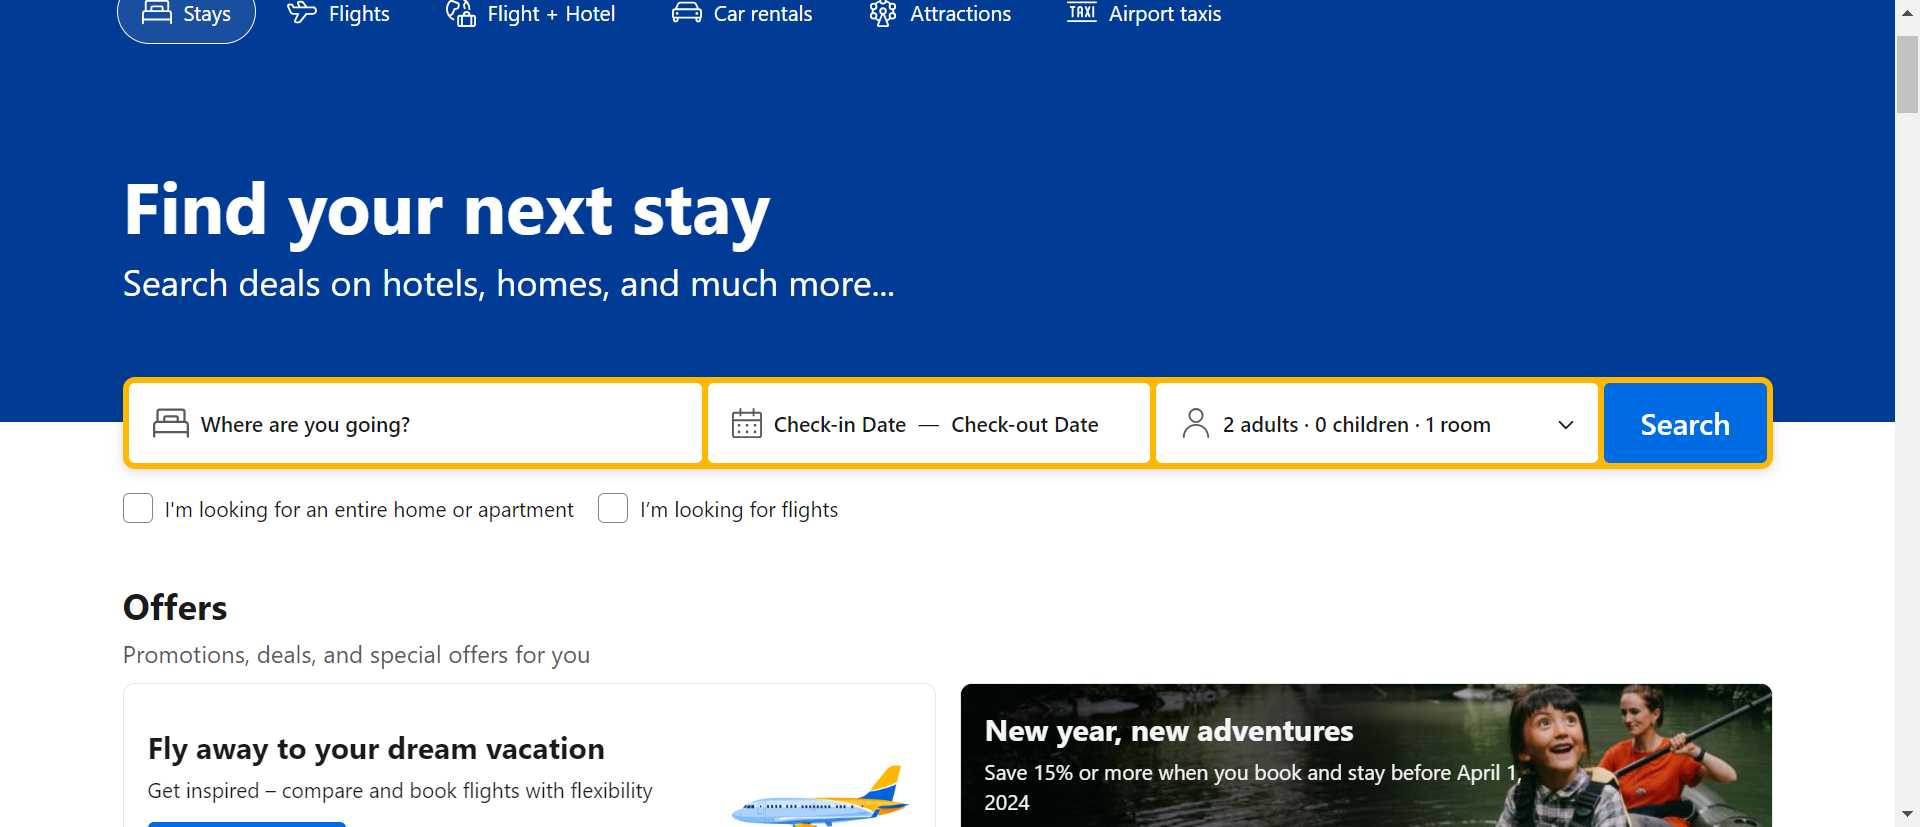 Stays Flights Flight + Hotel Car rentals Attractions TAXI Airport taxis
Find your next stay
Search deals on hotels, homes, and much more...
Where are you going? Check-in Date — Check-out Date 2 adults · 0 children · 1 room Search
I'm looking for an entire home or apartment I’m looking for flights
Offers
Promotions, deals, and special offers for you
Fly away to your dream vacation
Get inspired – compare and book flights with flexibility
New year, new adventures
Save 15% or more when you book and stay before April 1,
2024